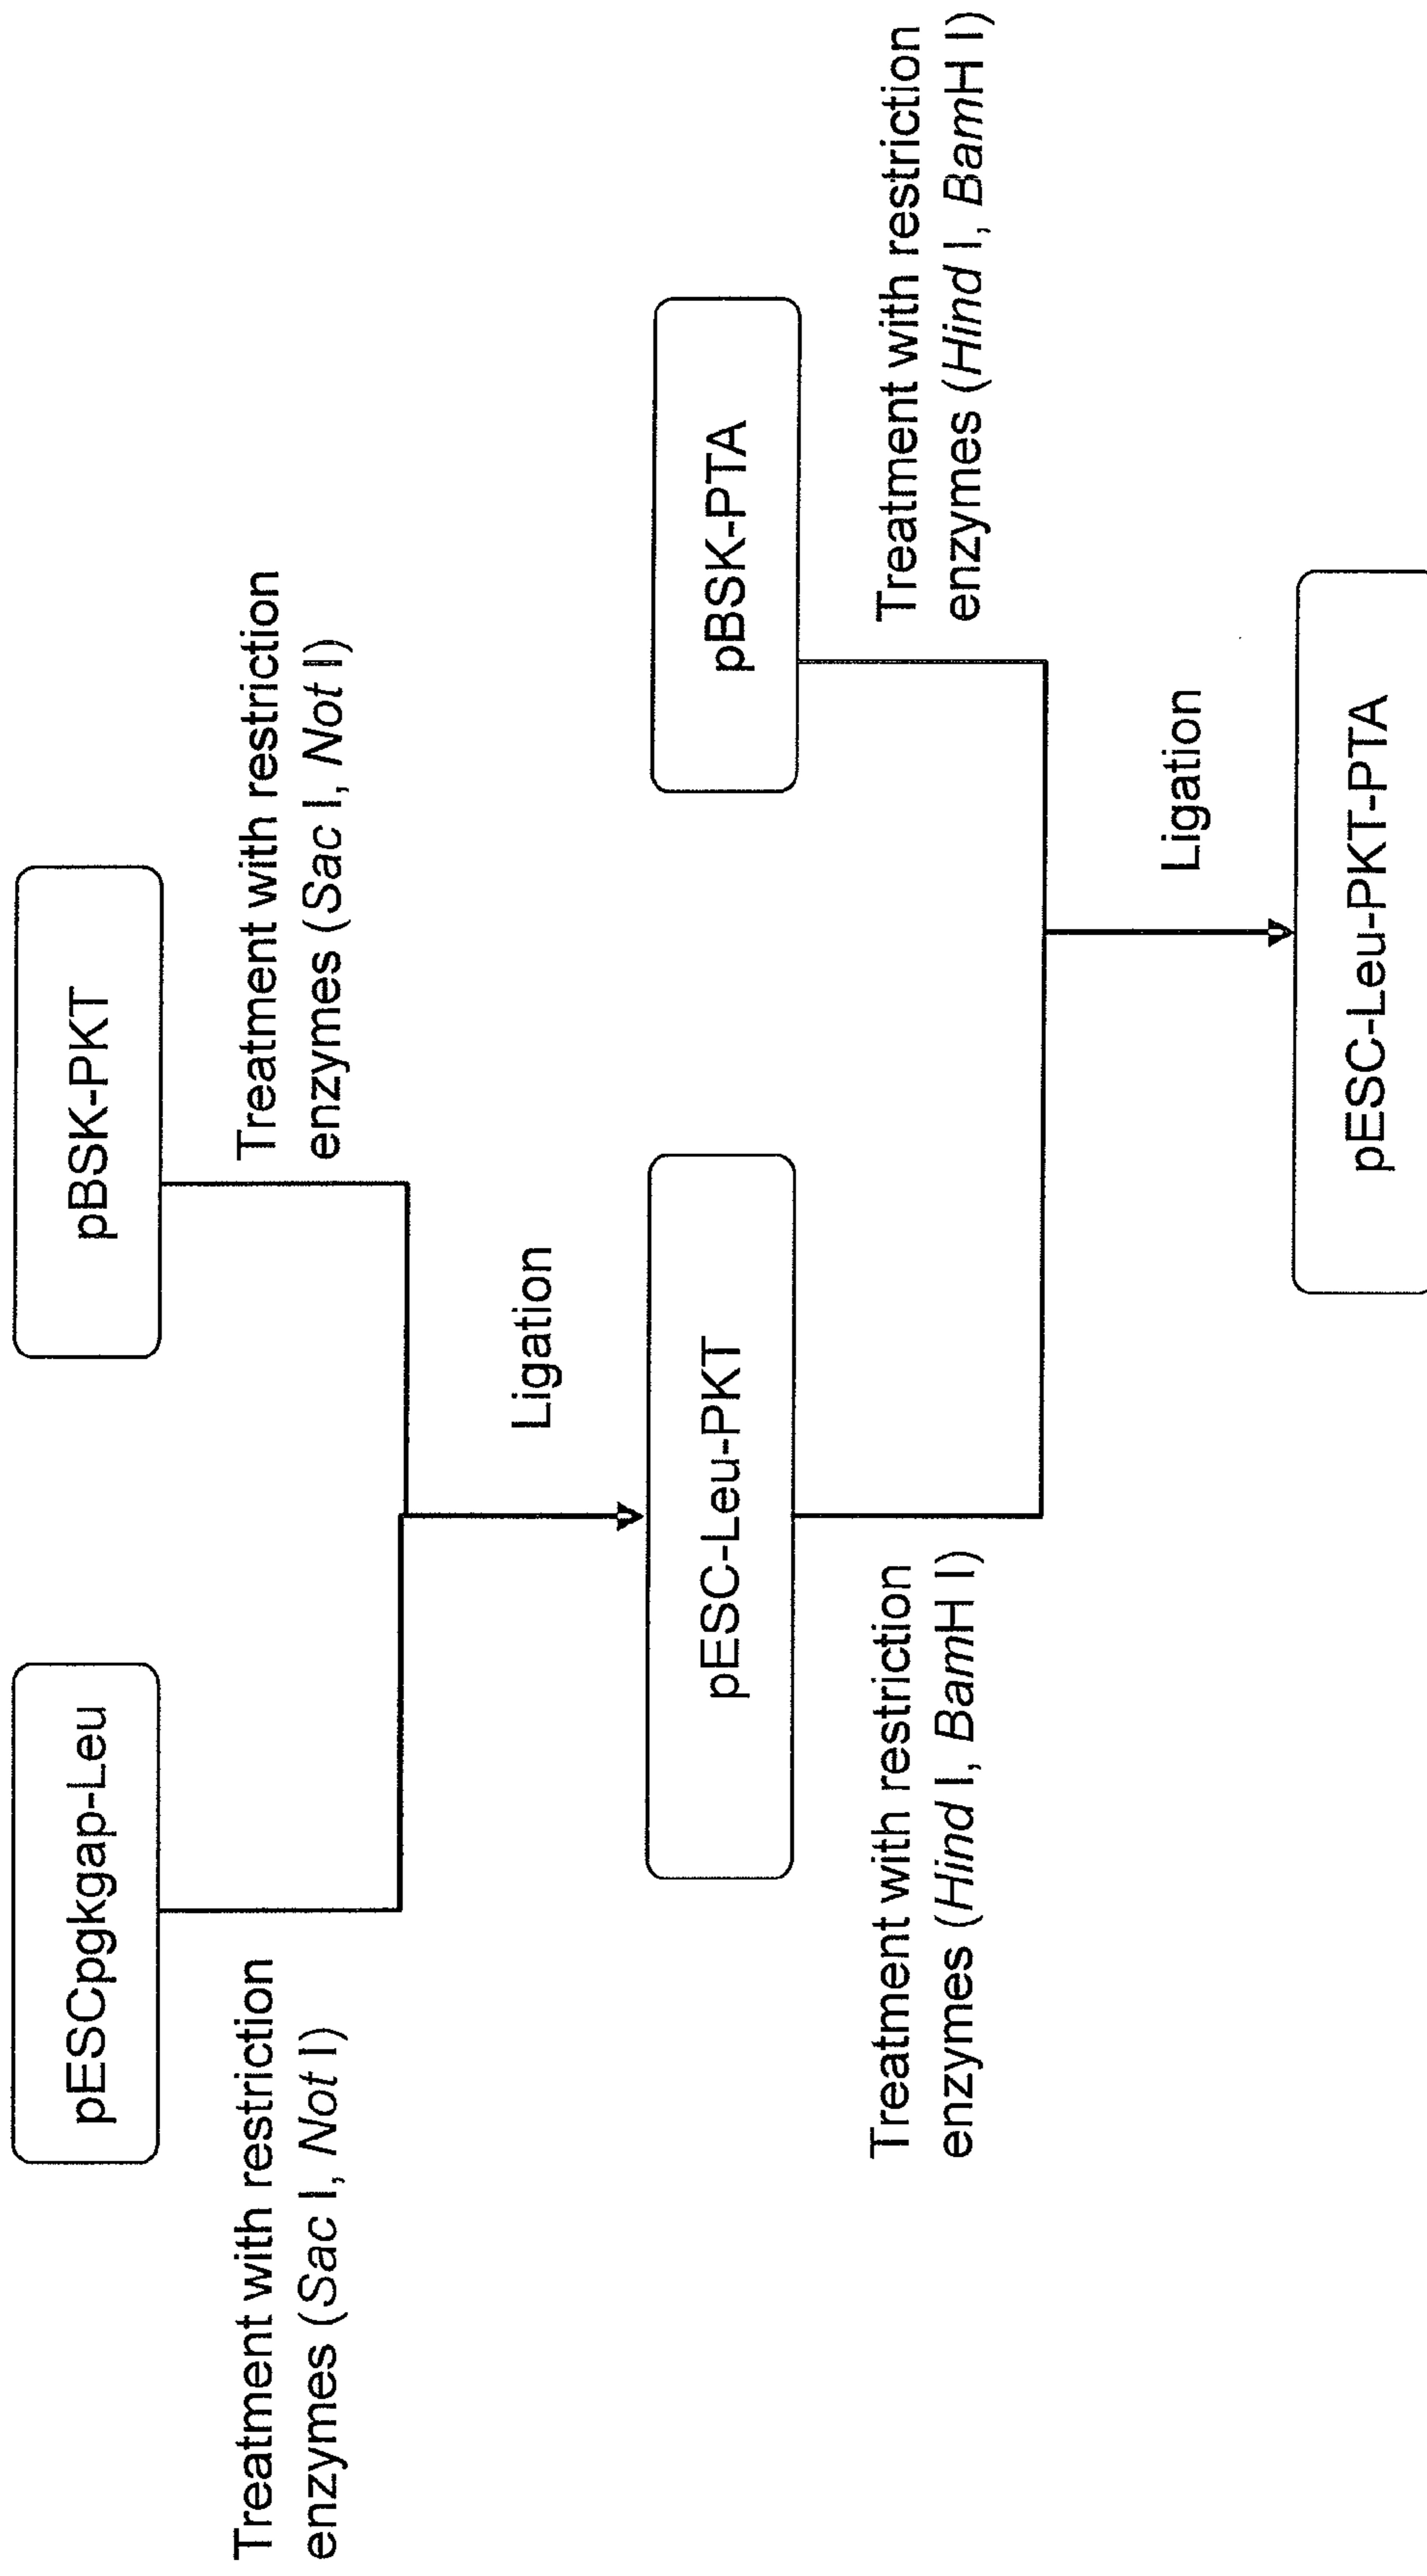 pESCpgkgap-Leu
pBSK-PKT
Treatment with restriction
enzymes (Sac I, Not I)
Treatment with restriction
enzymes (Sac I, Not I)
Ligation
pESC-Leu-PKT
pBSK-PTA
Treatment with restriction
enzymes (Hind I, BamH I)
Treatment with restriction
enzymes (Hind I, BamH I)
Ligation
pESC-Leu-PKT-PTA